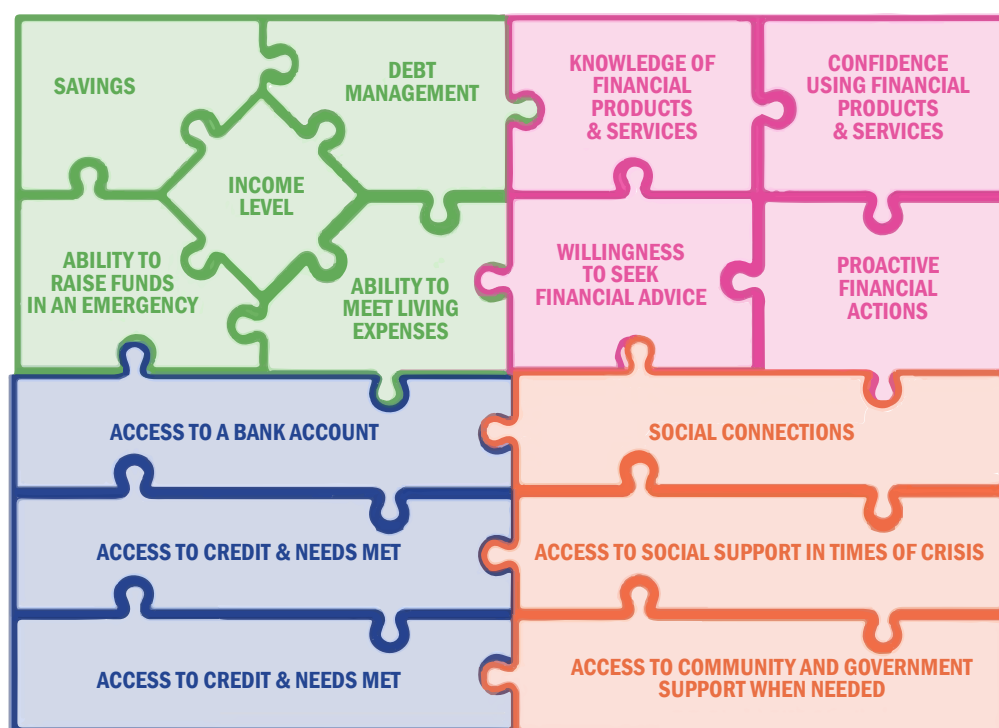 SAVINGS
DEBT
MANAGEMENT
INCOME
LEVEL
ABILITY TO
RAISE FUNDS
IN AN EMERGENCY
ABILITY TO
MEET LIVING
EXPENSES
KNOWLEDGE OF
FINANCIAL
PRODUCTS
& SERVICES
CONFIDENCE
USING FINANCIAL
PRODUCTS
& SERVICES
WILLINGNESS
TO SEEK
FINANCIAL ADVICE
PROACTIVE
FINANCIAL
ACTIONS
ACCESS TO A BANK ACCOUNT
ACCESS TO CREDIT & NEEDS MET
ACCESS TO CREDIT & NEEDS MET
SOCIAL CONNECTIONS
ACCESS TO SOCIAL SUPPORT IN TIMES OF CRISIS
ACCESS TO COMMUNITY AND GOVERNMENT
SUPPORT WHEN NEEDED